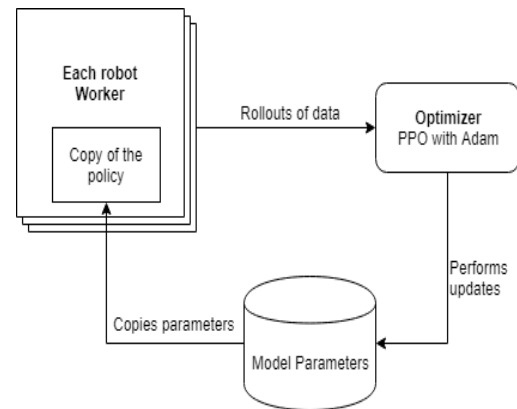 Each robot
Worker
Copy of the
policy
Rollouts of data
Optimizer
PPO with Adam
Performs
updates
Copies parameters
Model Parameters